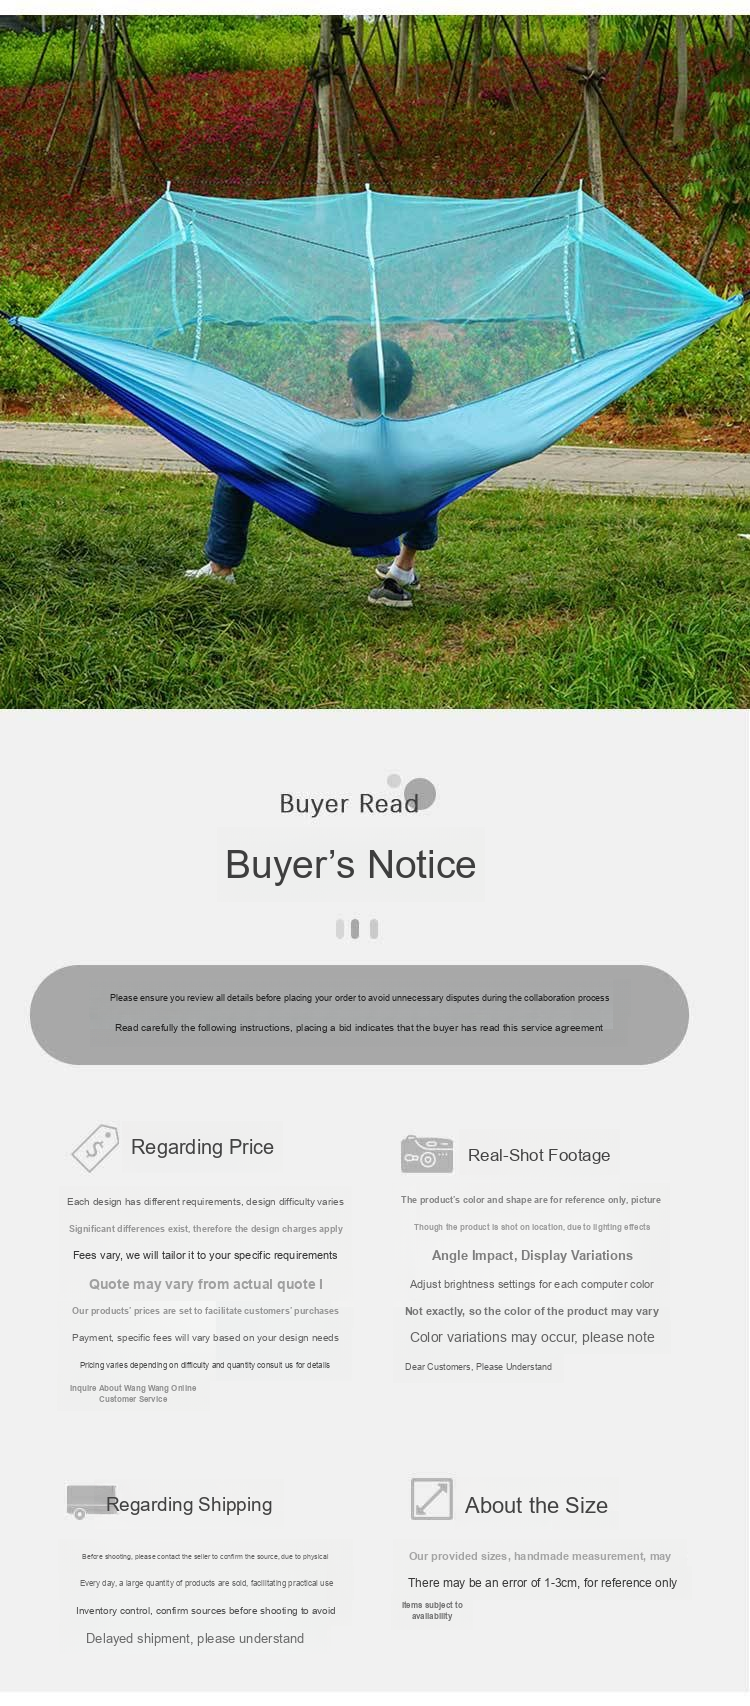 Buyer Read
Buyer’s Notice
Please ensure you review all details before placing your order to avoid unnecessary disputes during the collaboration process
Read carefully the following instructions, placing a bid indicates that the buyer has read this service agreement
Regarding Price
Each design has different requirements, design difficulty varies
Significant differences exist, therefore the design charges apply
Fees vary, we will tailor it to your specific requirements
Quote may vary from actual quote I
Our products' prices are set to facilitate customers' purchases
Payment, specific fees will vary based on your design needs
Pricing varies depending on difficulty and quantity consult us for details
Inquire About Wang Wang Online
Customer Service
Real-Shot Footage
The product's color and shape are for reference only, picture
Though the product is shot on location, due to lighting effects
Angle Impact, Display Variations
Adjust brightness settings for each computer color
Not exactly, so the color of the product may vary
Color variations may occur, please note
Dear Customers, Please Understand
Regarding Shipping
Before shooting, please contact the seller to confirm the source, due to physical
Every day, a large quantity of products are sold, facilitating practical use
Inventory control, confirm sources before shooting to avoid
Delayed shipment, please understand
About the Size
Our provided sizes, handmade measurement, may
There may be an error of 1-3cm, for reference only
Items subject to
availability